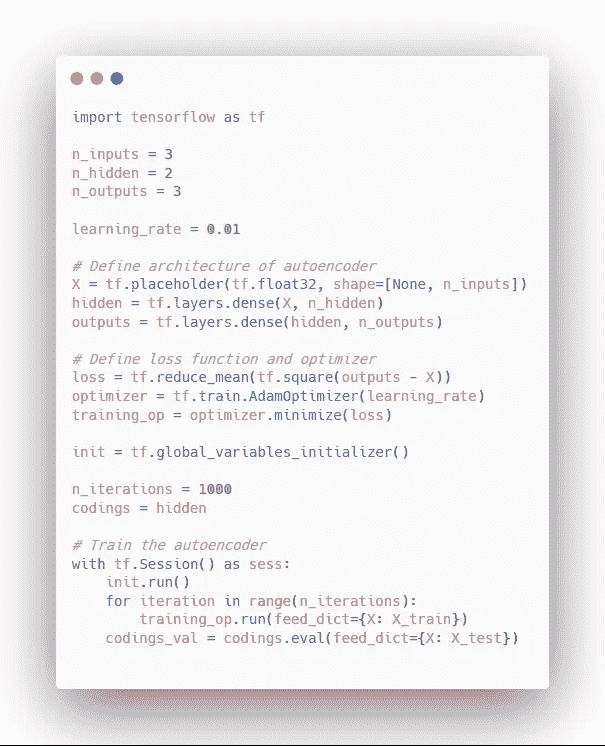 import tensorflow as tf
n_inputs = 3
n_hidden = 2
n_outputs = 3
learning_rate = 0.01
# Define architecture of autoencoder
X = tf.placeholder(tf.float32, shape=[None, n_inputs])
hidden = tf.layers.dense(X, n_hidden)
outputs = tf.layers.dense(hidden, n_outputs)
# Define loss function and optimizer
loss = tf.reduce_mean(tf.square(outputs - X))
optimizer = tf.train.AdamOptimizer(learning_rate)
training_op = optimizer.minimize(loss)
init = tf.global_variables_initializer()
n_iterations = 1000
codings = hidden
# Train the autoencoder
with tf.Session() as sess:
    init.run()
    for iteration in range(n_iterations):
        training_op.run(feed_dict={X: X_train})
    codings_val = codings.eval(feed_dict={X: X_test})